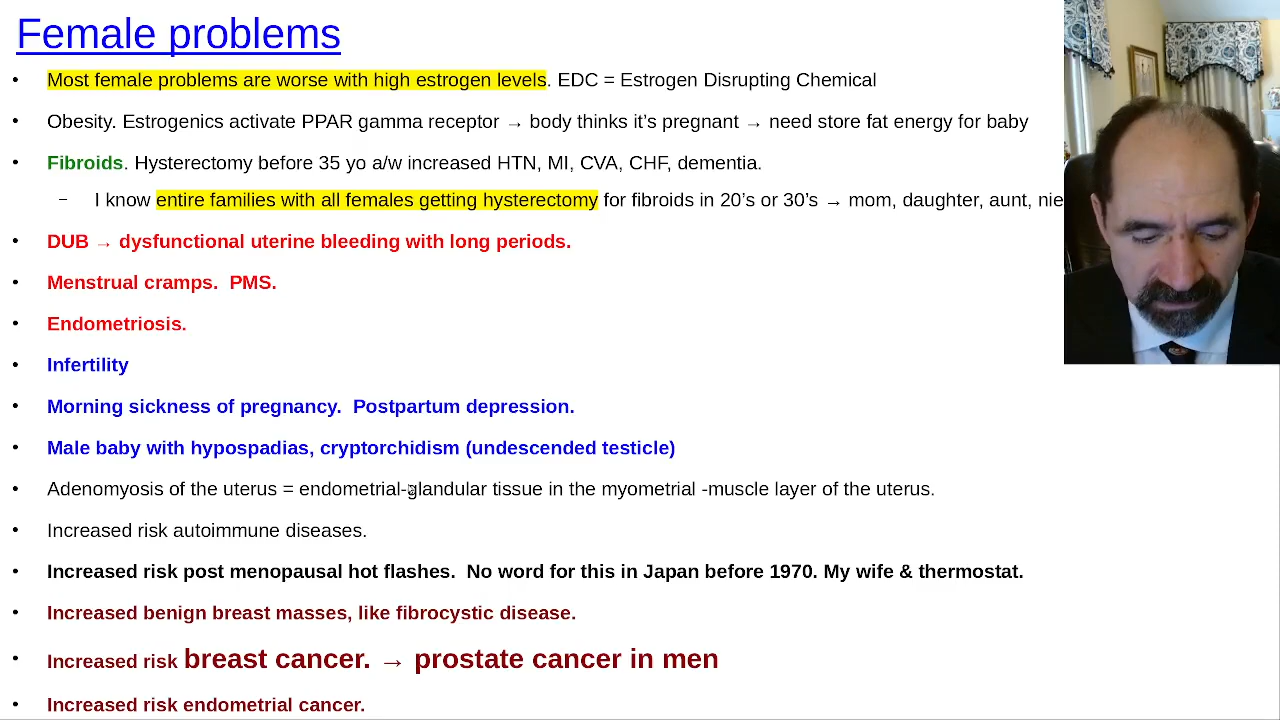 Female problems
• Most female problems are worse with high estrogen levels. EDC = Estrogen Disrupting Chemical
• Obesity. Estrogenics activate PPAR gamma receptor → body thinks it’s pregnant → need store fat energy for baby
• Fibroids. Hysterectomy before 35 yo a/w increased HTN, MI, CVA, CHF, dementia.
– I know entire families with all females getting hysterectomy for fibroids in 20’s or 30’s → mom, daughter, aunt, nie
• DUB → dysfunctional uterine bleeding with long periods.
• Menstrual cramps.  PMS.
• Endometriosis.
• Infertility
• Morning sickness of pregnancy.  Postpartum depression.
• Male baby with hypospadias, cryptorchidism (undescended testicle)
• Adenomyosis of the uterus = endometrial-glandular tissue in the myometrial -muscle layer of the uterus.
• Increased risk autoimmune diseases.
• Increased risk post menopausal hot flashes.  No word for this in Japan before 1970. My wife & thermostat.
• Increased benign breast masses, like fibrocystic disease.
• Increased risk breast cancer. → prostate cancer in men
• Increased risk endometrial cancer.